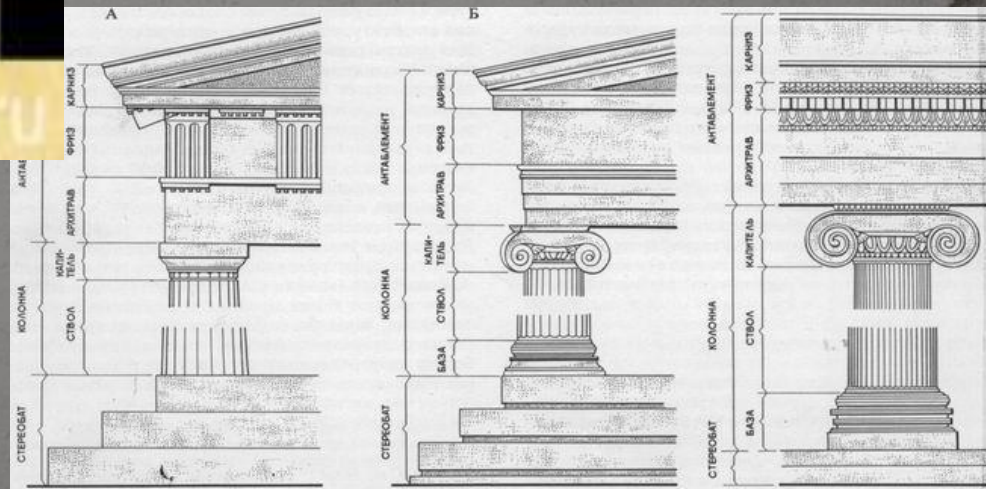 А
КАРНИЗ
ФРИЗ
АРХИТРАВ
АНТАБ
КАПИ-
ТЕЛЬ
СТВОЛ
КОЛОННА
СТЕРЕОБАТ
Б
КАРНИЗ
ФРИЗ
АРХИТРАВ
АНТАБЛЕМЕНТ
КАПИ-
ТЕЛЬ
СТВОЛ
БАЗА
КОЛОННА
СТЕРЕОБАТ
КАРНИЗ
ФРИЗ
АРХИТРАВ
АНТАБЛЕМЕНТ
КАПИТЕЛЬ
СТВОЛ
БАЗА
КОЛОННА
СТЕРЕОБАТ